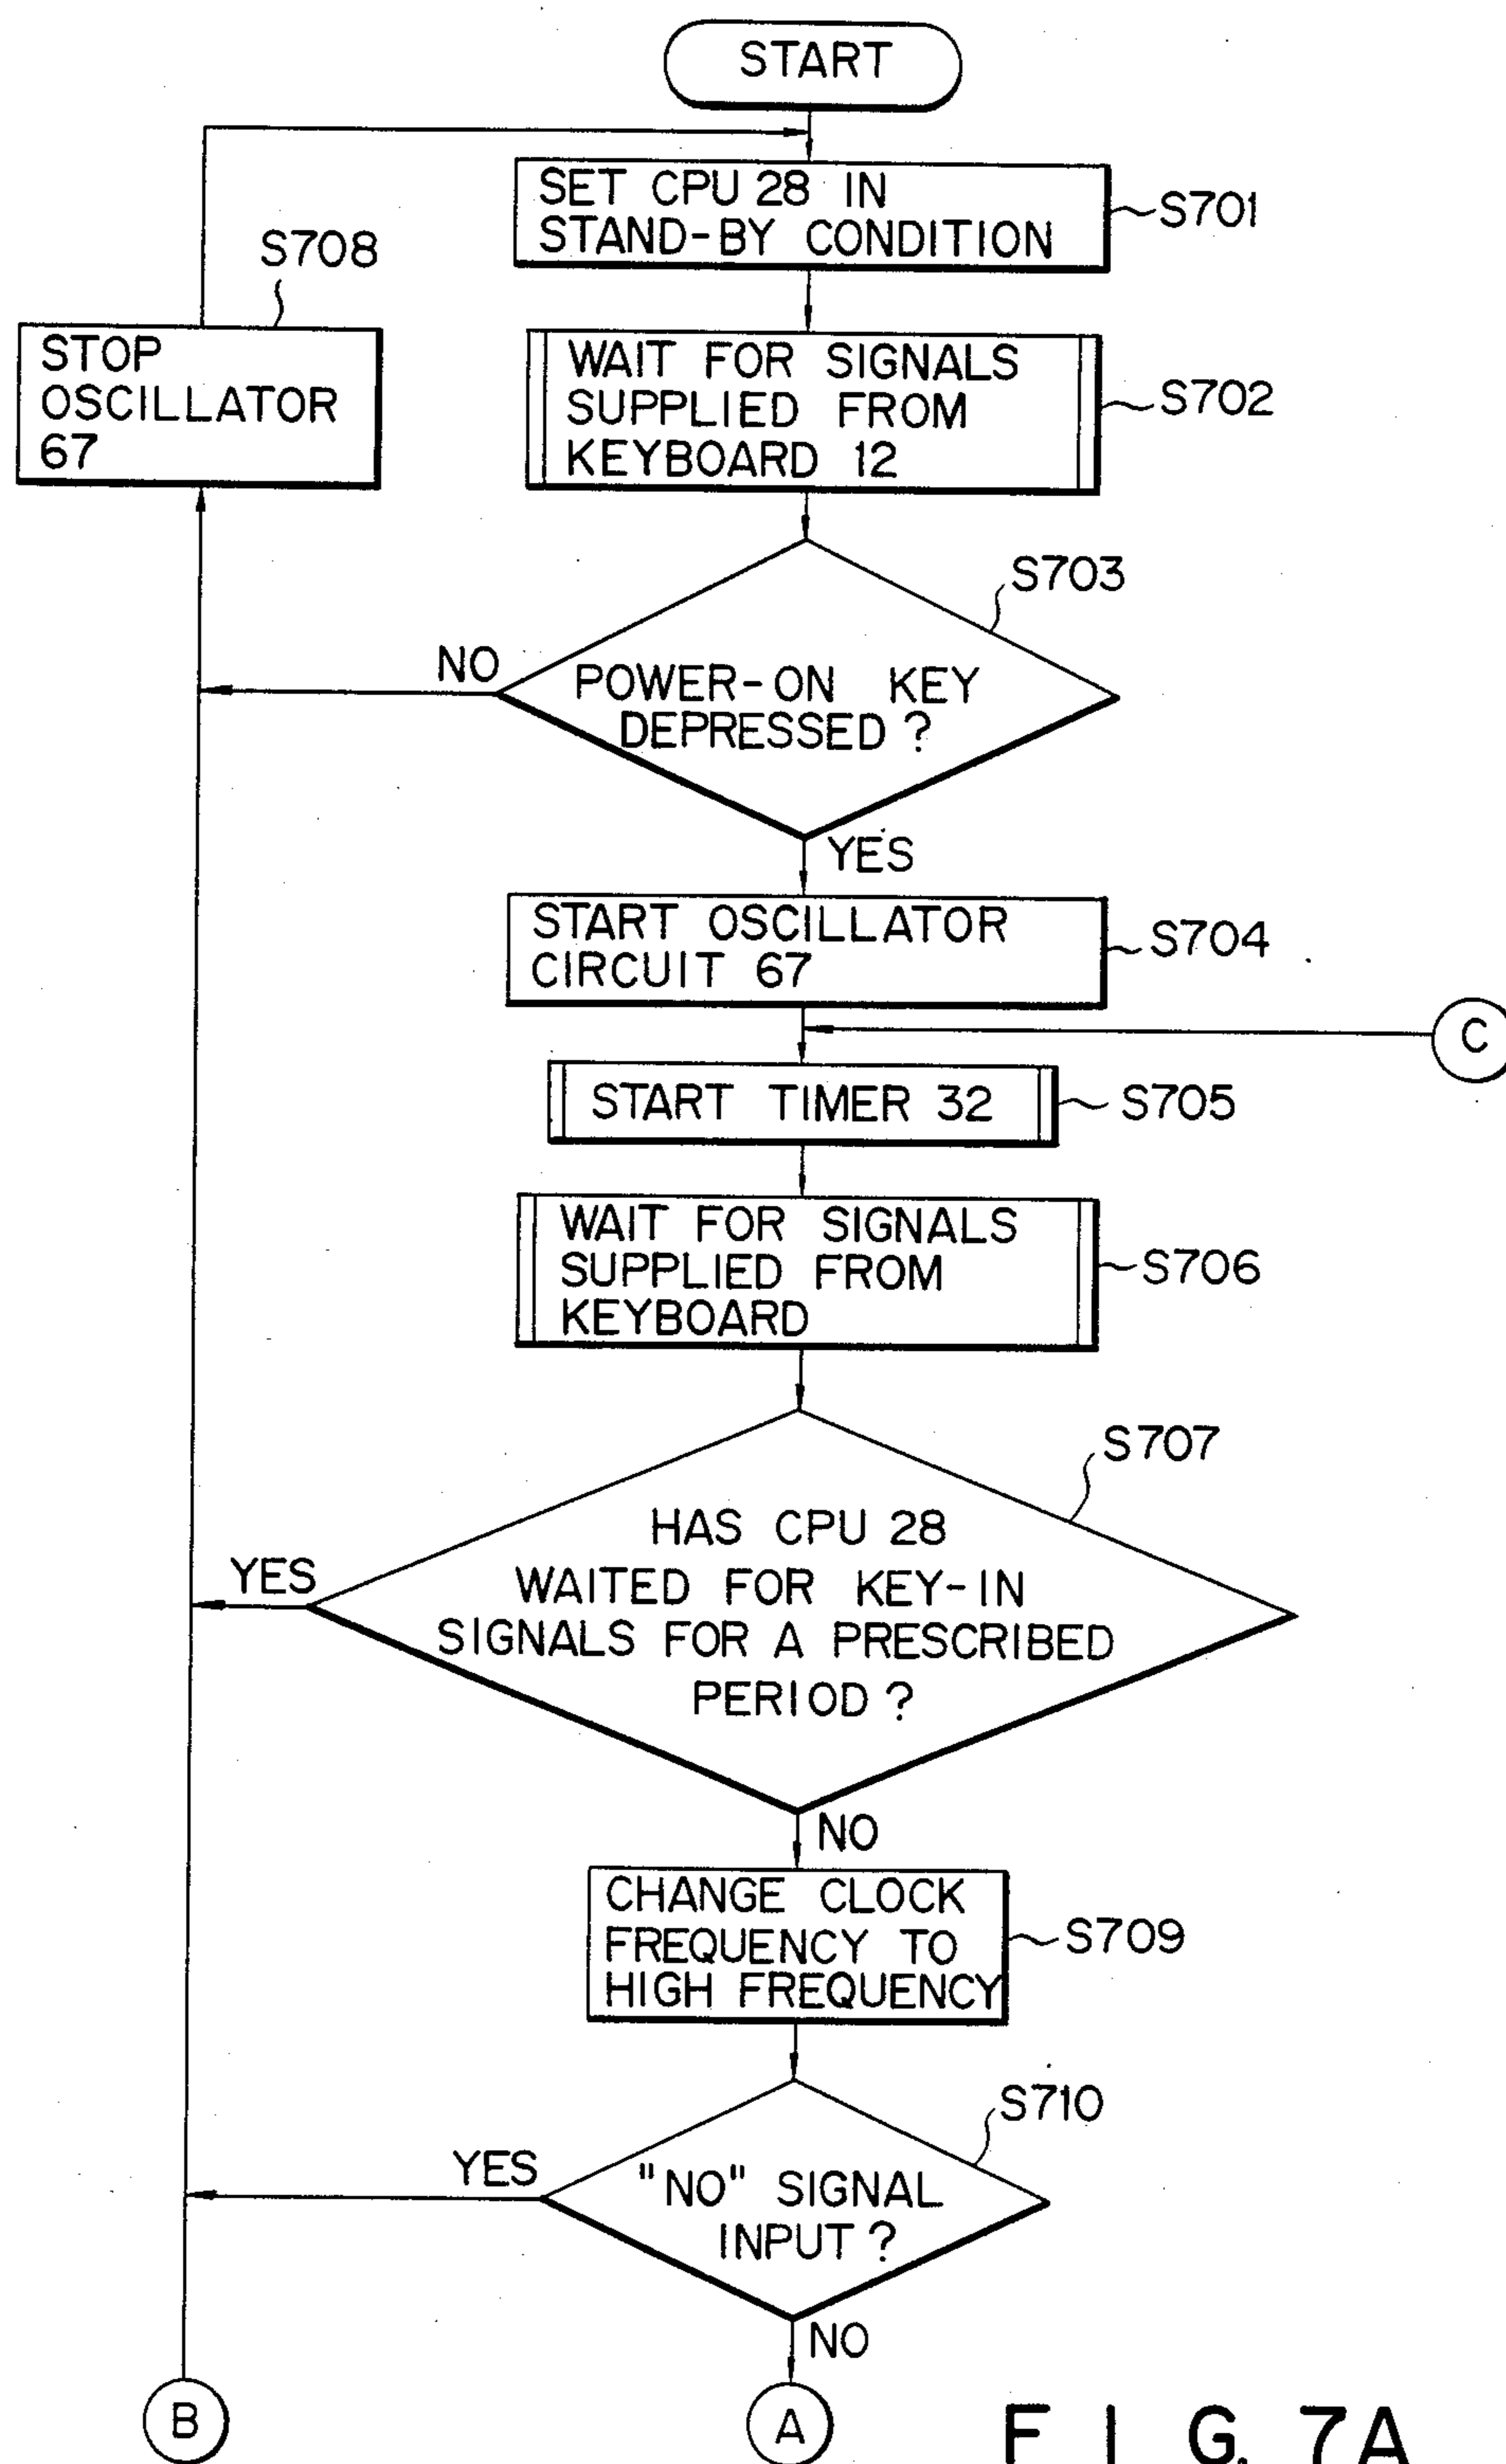 START
SET CPU 28 IN
STAND-BY CONDITION
S701
S708
STOP
OSCILLATOR
67
WAIT FOR SIGNALS
SUPPLIED FROM
KEYBOARD 12
S702
S703
NO
POWER-ON KEY
DEPRESSED ?
YES
START OSCILLATOR
CIRCUIT 67
S704
C
START TIMER 32
S705
WAIT FOR SIGNALS
SUPPLIED FROM
KEYBOARD
S706
S707
HAS CPU 28
WAITED FOR KEY-IN
SIGNALS FOR A PRESCRIBED
PERIOD ?
YES
NO
CHANGE CLOCK
FREQUENCY TO
HIGH FREQUENCY
S709
S710
YES
"NO" SIGNAL
INPUT ?
NO
B
A
F I G. 7A